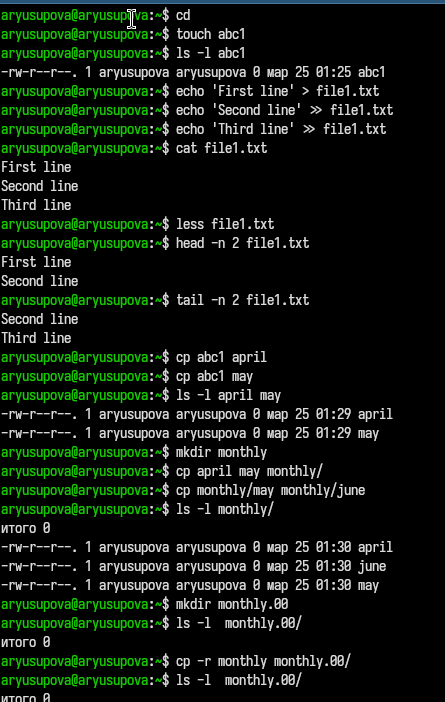 aryusupova@aryusupova:~$ cd
aryusupova@aryusupova:~$ touch abc1
aryusupova@aryusupova:~$ ls -l abc1
-rw-r--r--. 1 aryusupova aryusupova 0 мар 25 01:25 abc1
aryusupova@aryusupova:~$ echo 'First line' > file1.txt
aryusupova@aryusupova:~$ echo 'Second line' >> file1.txt
aryusupova@aryusupova:~$ echo 'Third line' >> file1.txt
aryusupova@aryusupova:~$ cat file1.txt
First line
Second line
Third line
aryusupova@aryusupova:~$ less file1.txt
aryusupova@aryusupova:~$ head -n 2 file1.txt
First line
Second line
aryusupova@aryusupova:~$ tail -n 2 file1.txt
Second line
Third line
aryusupova@aryusupova:~$ cp abc1 april
aryusupova@aryusupova:~$ cp abc1 may
aryusupova@aryusupova:~$ ls -l april may
-rw-r--r--. 1 aryusupova aryusupova 0 мар 25 01:29 april
-rw-r--r--. 1 aryusupova aryusupova 0 мар 25 01:29 may
aryusupova@aryusupova:~$ mkdir monthly
aryusupova@aryusupova:~$ cp april may monthly/
aryusupova@aryusupova:~$ cp monthly/may monthly/june
aryusupova@aryusupova:~$ ls -l monthly/
итого 0
-rw-r--r--. 1 aryusupova aryusupova 0 мар 25 01:30 april
-rw-r--r--. 1 aryusupova aryusupova 0 мар 25 01:30 june
-rw-r--r--. 1 aryusupova aryusupova 0 мар 25 01:30 may
aryusupova@aryusupova:~$ mkdir monthly.00
aryusupova@aryusupova:~$ ls -l  monthly.00/
итого 0
aryusupova@aryusupova:~$ cp -r monthly monthly.00/
aryusupova@aryusupova:~$ ls -l  monthly.00/
итого 0